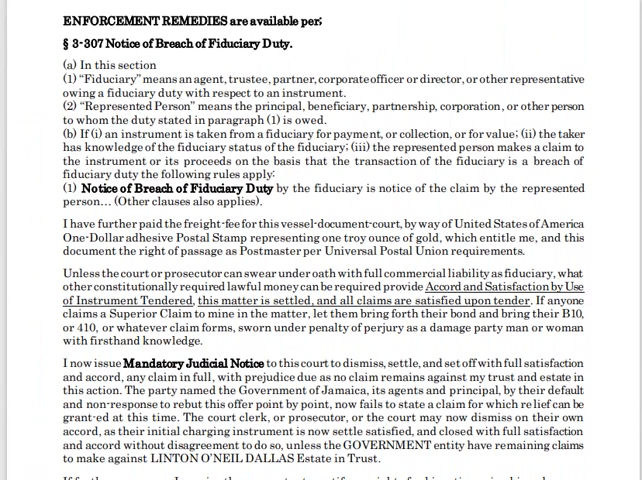 ENFORCEMENT REMEDIES are available per;
§ 3-307 Notice of Breach of Fiduciary Duty.
(a) In this section
(1) “Fiduciary” means an agent, trustee, partner, corporate officer or director, or other representative
owing a fiduciary duty with respect to an instrument.
(2) “Represented Person” means the principal, beneficiary, partnership, corporation, or other person
to whom the duty stated in paragraph (1) is owed.
(b) If (i) an instrument is taken from a fiduciary for payment, or collection, or for value; (ii) the taker
has knowledge of the fiduciary status of the fiduciary; (iii) the represented person makes a claim to
the instrument or its proceeds on the basis that the transaction of the fiduciary is a breach of
fiduciary duty the following rules apply:
(1) Notice of Breach of Fiduciary Duty by the fiduciary is notice of the claim by the represented
person… (Other clauses also applies).
I have further paid the freight-fee for this vessel-document-court, by way of United States of America
One-Dollar adhesive Postal Stamp representing one troy ounce of gold, which entitle me, and this
document the right of passage as Postmaster per Universal Postal Union requirements.
Unless the court or prosecutor can swear under oath with full commercial liability as fiduciary, what
other constitutionally required lawful money can be required provide Accord and Satisfaction by Use
of Instrument Tendered, this matter is settled, and all claims are satisfied upon tender. If anyone
claims a Superior Claim to mine in the matter, let them bring forth their bond and bring their B10,
or 410, or whatever claim forms, sworn under penalty of perjury as a damage party man or woman
with firsthand knowledge.
I now issue Mandatory Judicial Notice to this court to dismiss, settle, and set off with full satisfaction
and accord, any claim in full, with prejudice due as no claim remains against my trust and estate in
this action. The party named the Government of Jamaica, its agents and principal, by their default
and non-response to rebut this offer point by point, now fails to state a claim for which relief can be
grant-ed at this time. The court clerk, or prosecutor, or the court may now dismiss on their own
accord, as their initial charging instrument is now settle satisfied, and closed with full satisfaction
and accord without disagreement to do so, unless the GOVERNMENT entity have remaining claims
to make against LINTON O’NEIL DALLAS Estate in Trust.